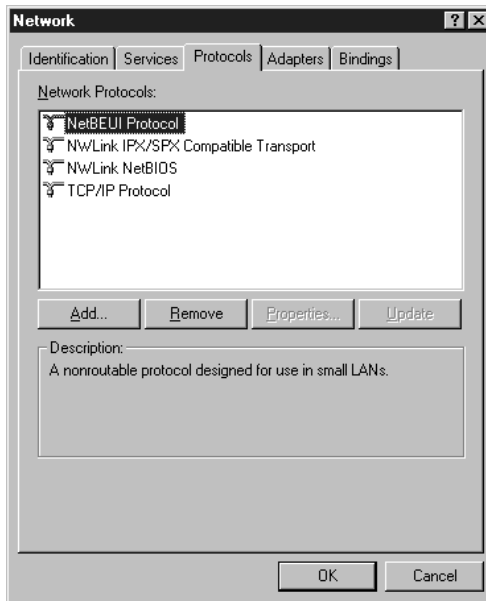 Network
Identification Services Protocols Adapters Bindings
Network Protocols:
NetBEUI Protocol
NWLink IPX/SPX Compatible Transport
NWLink NetBIOS
TCP/IP Protocol
Add... Remove Properties... Update
Description:
A nonroutable protocol designed for use in small LANs.
OK Cancel